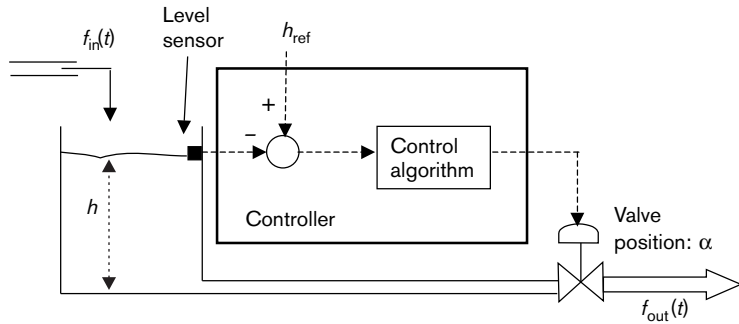 Level
sensor
f_in(t)
h_ref
+
−
Control
algorithm
h
Controller
Valve
position: α
f_out(t)